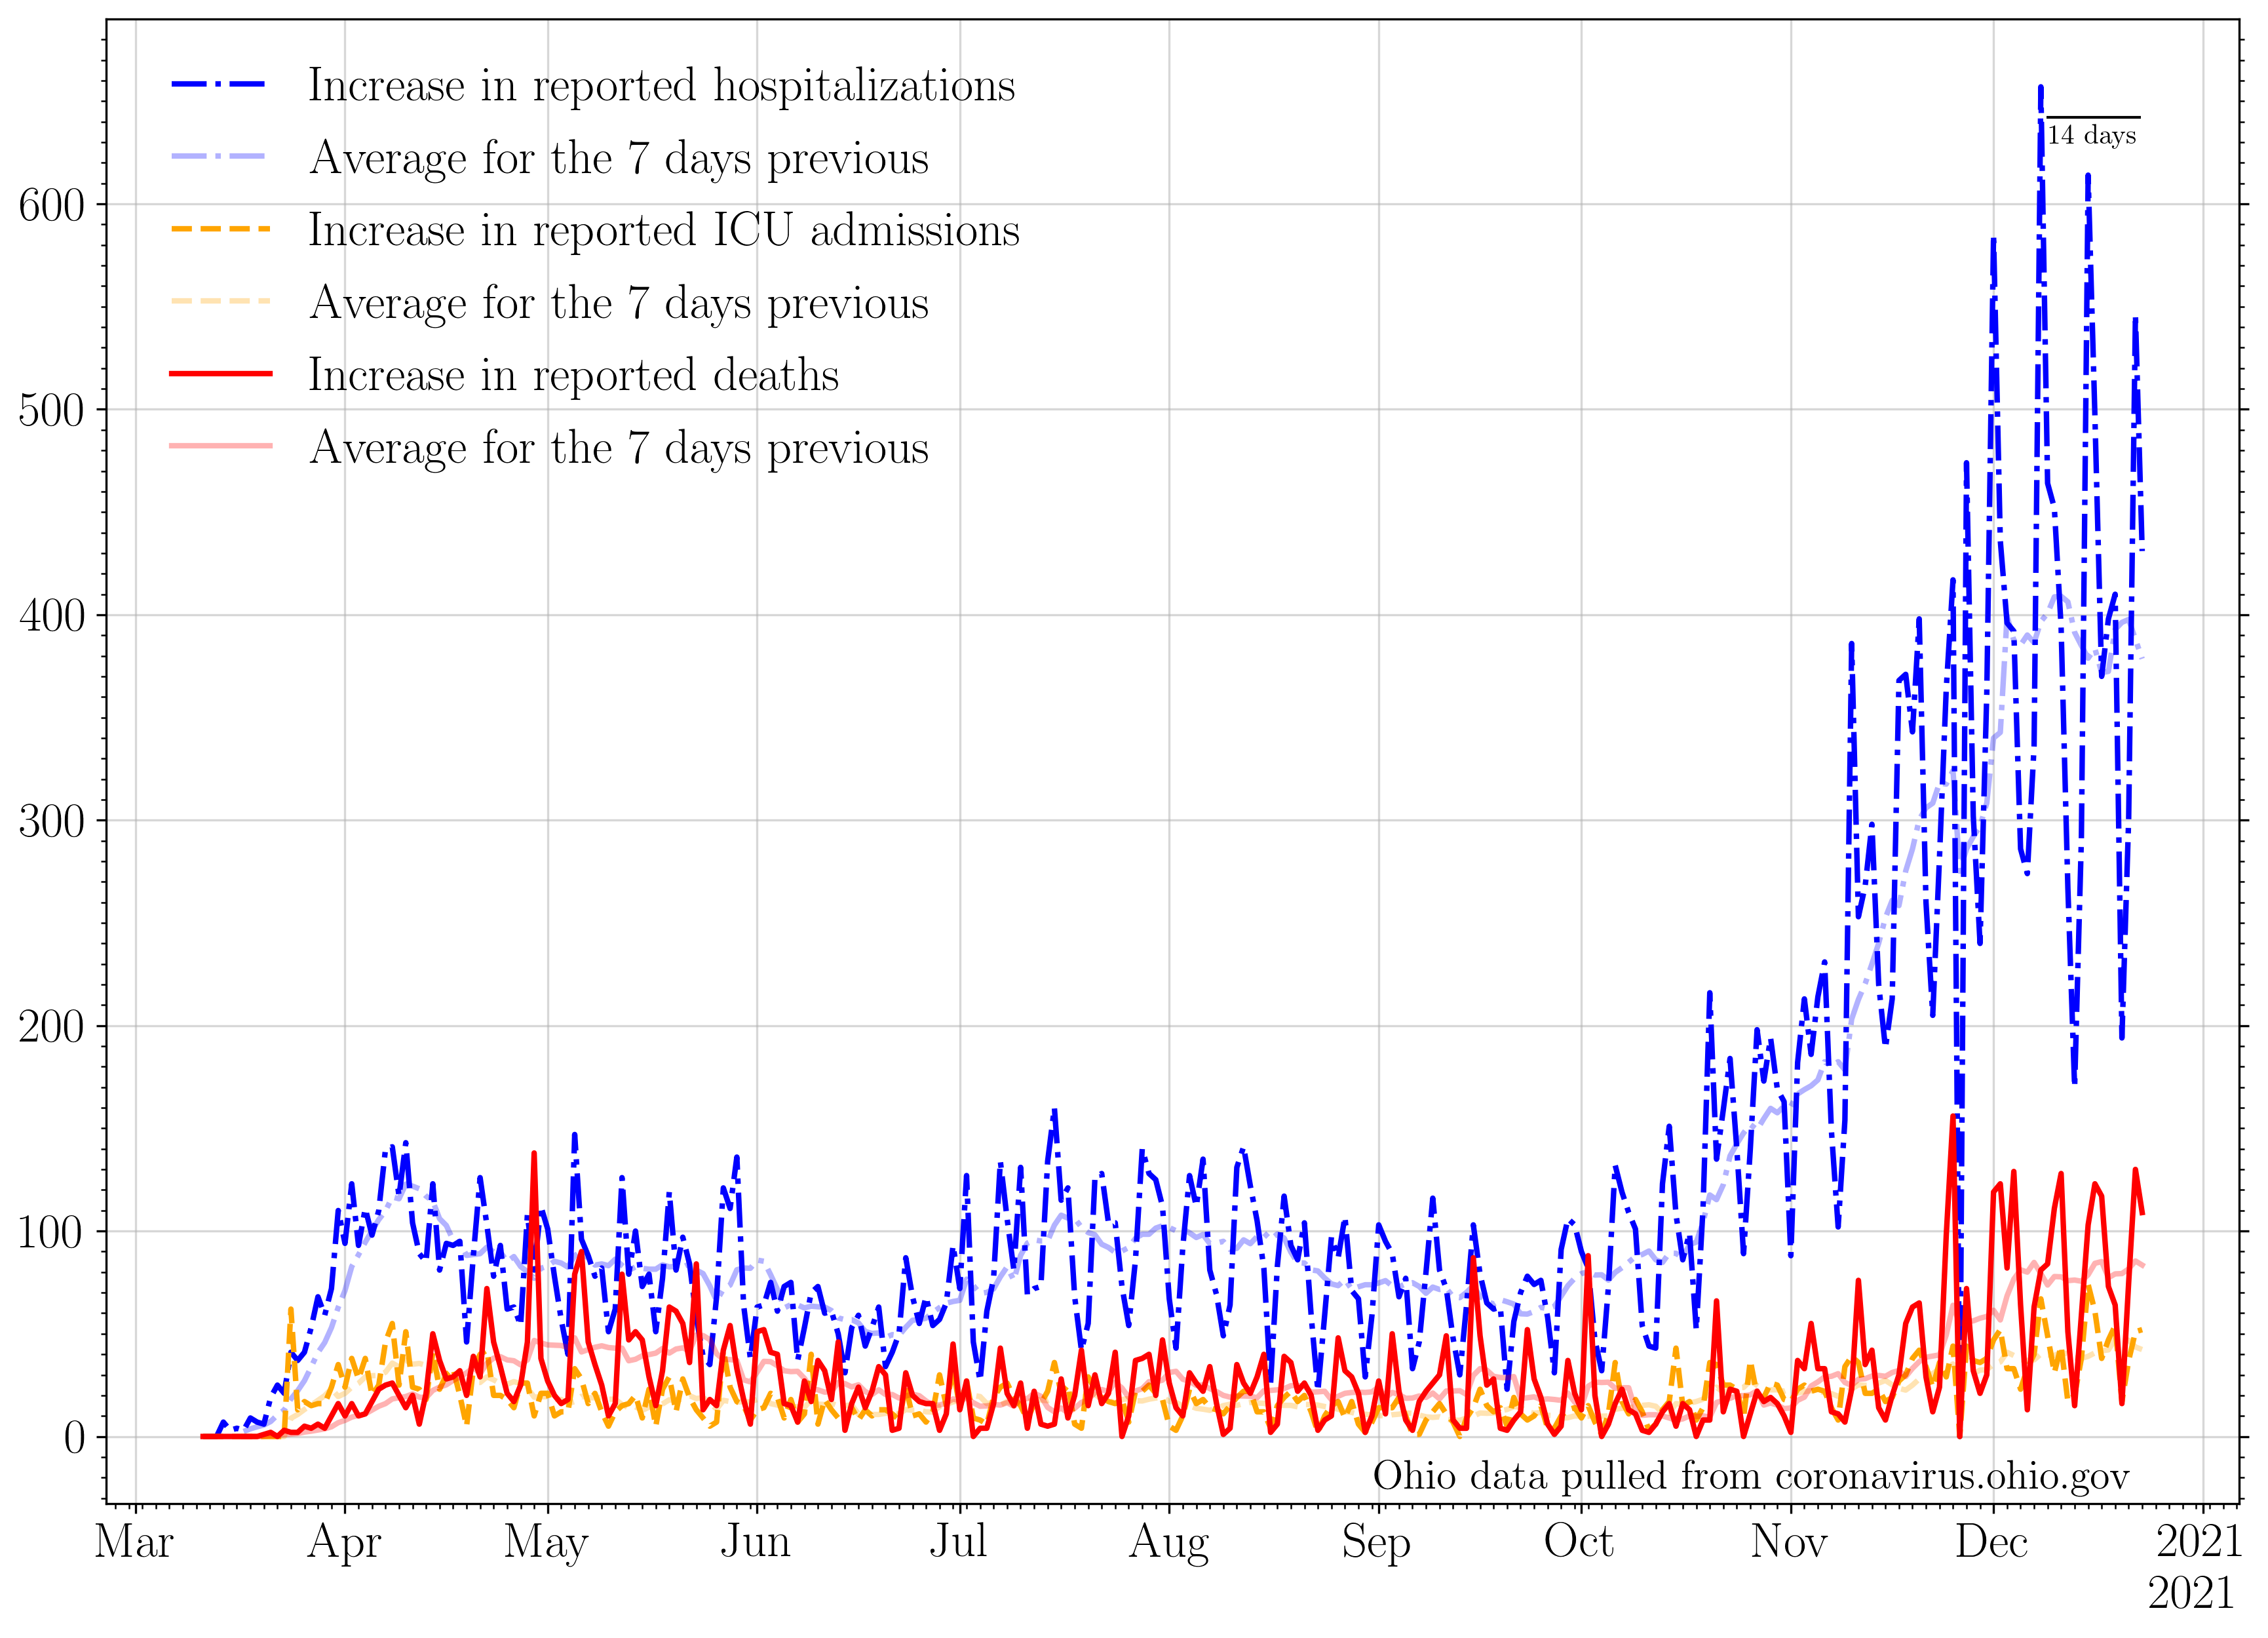 Increase in reported hospitalizations
Average for the 7 days previous
Increase in reported ICU admissions
Average for the 7 days previous
Increase in reported deaths
Average for the 7 days previous
14 days
600
500
400
300
200
100
0
Ohio data pulled from coronavirus.ohio.gov
Mar Apr May Jun Jul Aug Sep Oct Nov Dec 2021
2021